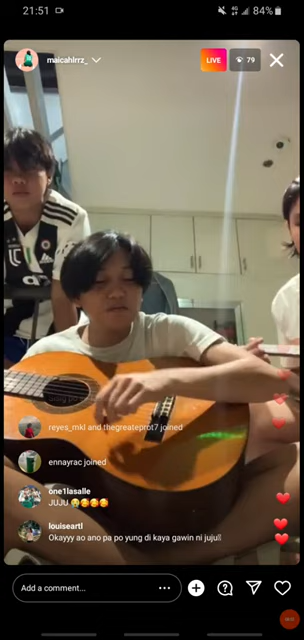 21:51
84%
maicahlrrz_
LIVE
79
reyes_mkl and thegreateprot7 joined
ennayrac joined
one1lasalle
JUJU 😭🥰🥰🥰
louiseartl
Okayyy ao ano pa po yung di kaya gawin ni juju!!
Add a comment...